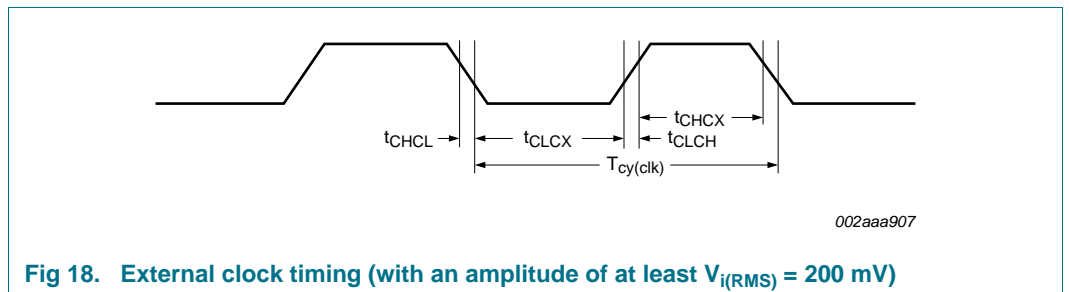 tCHCX
tCHCL tCLCX tCLCH
Tcy(clk)
002aaa907
Fig 18. External clock timing (with an amplitude of at least Vi(RMS) = 200 mV)